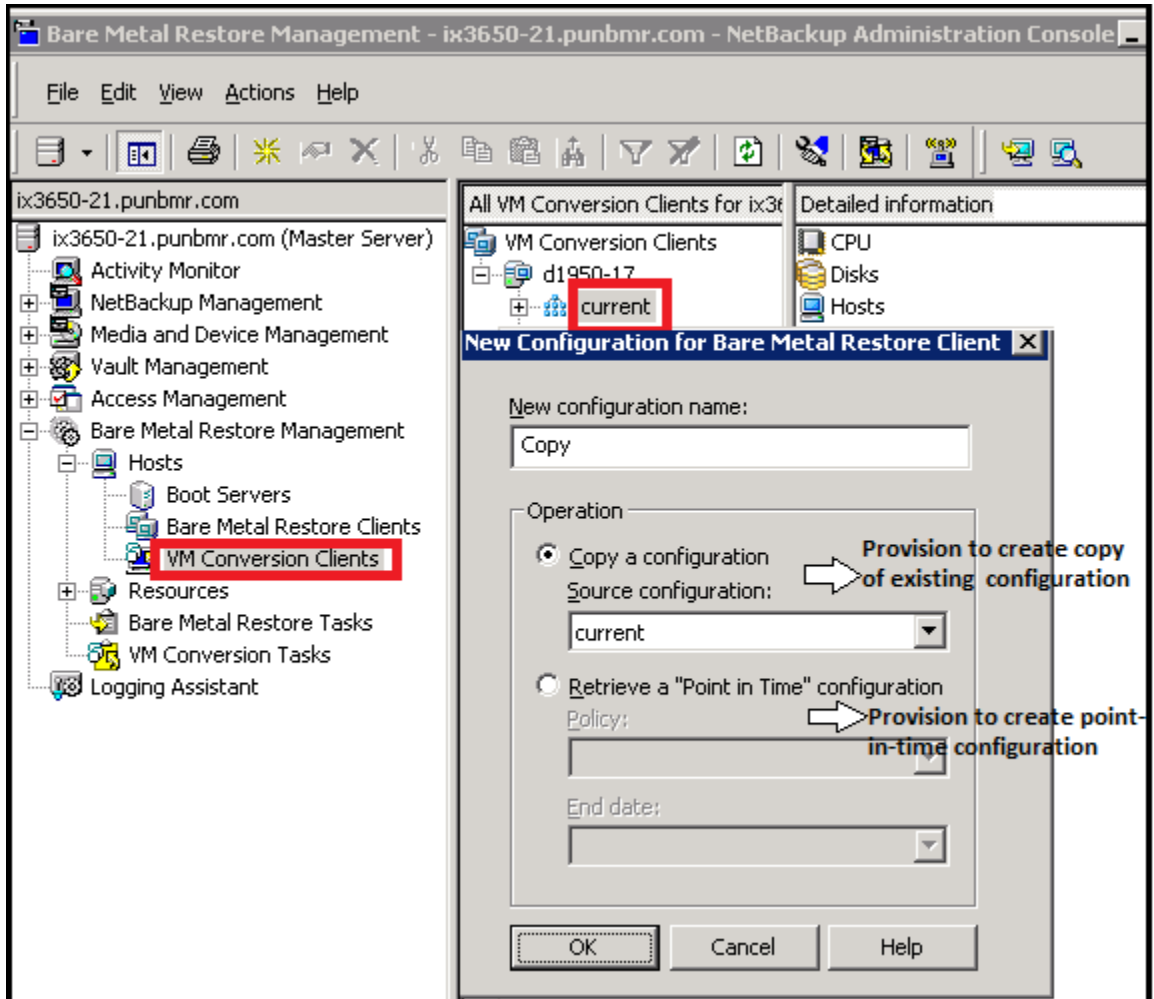 Bare Metal Restore Management - ix3650-21.punbmr.com - NetBackup Administration Console
File Edit View Actions Help
ix3650-21.punbmr.com
ix3650-21.punbmr.com (Master Server)
Activity Monitor
NetBackup Management
Media and Device Management
Vault Management
Access Management
Bare Metal Restore Management
Hosts
Boot Servers
Bare Metal Restore Clients
VM Conversion Clients
Resources
Bare Metal Restore Tasks
VM Conversion Tasks
Logging Assistant
All VM Conversion Clients for ix36
VM Conversion Clients
d1950-17
current
Detailed information
CPU
Disks
Hosts
New Configuration for Bare Metal Restore Client
New configuration name:
Copy
Operation
Copy a configuration
Source configuration:
current
Provision to create copy
of existing configuration
Retrieve a "Point in Time" configuration
Policy:
Provision to create point-
in-time configuration
End date:
OK Cancel Help